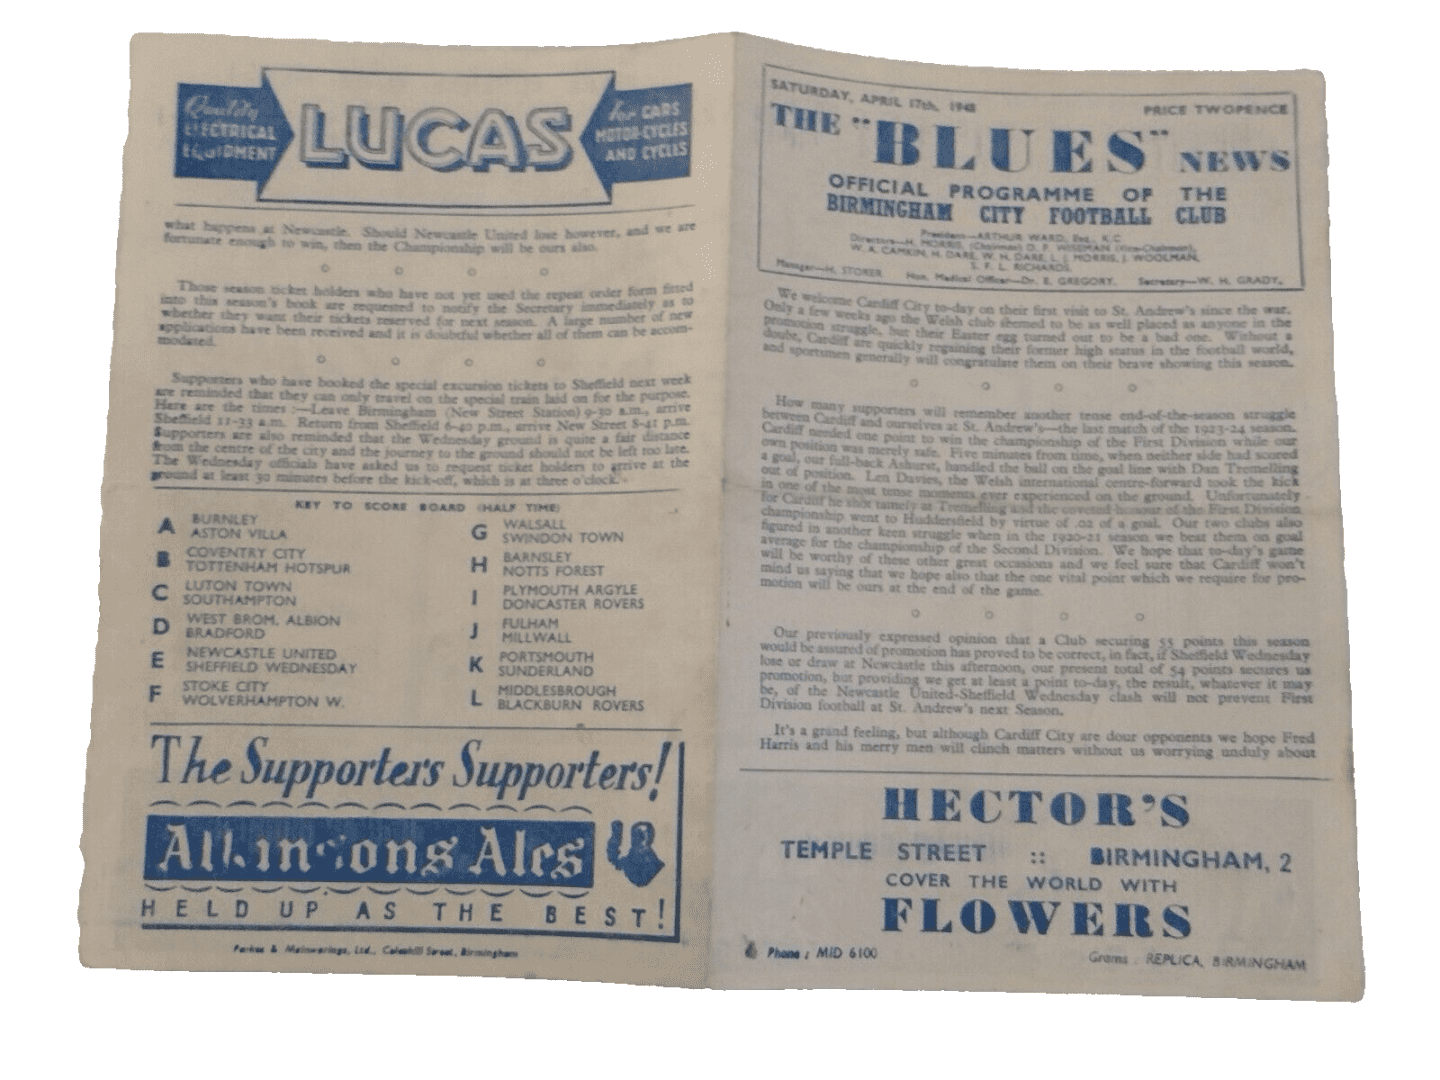 Quality
ELECTRICAL
EQUIPMENT
LUCAS
for CARS
MOTOR-CYCLES
AND CYCLES
what happens at Newcastle. Should Newcastle United lose however, and we are
fortunate enough to win, then the Championship will be ours also.
Those season ticket holders who have not yet used the repeat order form fitted
into this season's book are requested to notify the Secretary immediately as to
whether they want their tickets reserved for next season. A large number of new
applications have been received and it is doubtful whether all of them can be accom-
modated.
Supporters who have booked the special excursion tickets to Sheffield next week
are reminded that they can only travel on the special train laid on for the purpose.
Here are the times :—Leave Birmingham (New Street Station) 9-20 a.m., arrive
Sheffield 11-33 a.m. Return from Sheffield 6-40 p.m., arrive New Street 8-41 p.m.
Supporters are also reminded that the Wednesday ground is quite a fair distance
from the centre of the city and the journey to the ground should not be left too late.
The Wednesday officials have asked us to request ticket holders to arrive at the
ground at least 30 minutes before the kick-off, which is at three o'clock.
KEY TO SCORE BOARD (HALF TIME)
A BURNLEY
ASTON VILLA
B COVENTRY CITY
TOTTENHAM HOTSPUR
C LUTON TOWN
SOUTHAMPTON
D WEST BROM. ALBION
BRADFORD
E NEWCASTLE UNITED
SHEFFIELD WEDNESDAY
F STOKE CITY
WOLVERHAMPTON W.
G WALSALL
SWINDON TOWN
H BARNSLEY
NOTTS FOREST
I PLYMOUTH ARGYLE
DONCASTER ROVERS
J FULHAM
MILLWALL
K PORTSMOUTH
SUNDERLAND
L MIDDLESBROUGH
BLACKBURN ROVERS
The Supporters Supporters!
Atkinsons Ales
HELD UP AS THE BEST!
Parkes & Mainwarings, Ltd., Coleshill Street, Birmingham
SATURDAY, APRIL 17th, 1948
PRICE TWOPENCE
THE "BLUES" NEWS
OFFICIAL PROGRAMME OF THE
BIRMINGHAM CITY FOOTBALL CLUB
President—ARTHUR WARD, Esq., K.C.
Directors—H. MORRIS, (Chairman) D. F. WISEMAN (Vice-Chairman),
W. A. CAMKIN, H. DARE, W. H. DARE, L. J. MORRIS, J. WOOLMAN,
S. F. L. RICHARDS.
Manager—H. STORER Hon. Medical Officer—Dr. E. GREGORY. Secretary—W. H. GRADY.
We welcome Cardiff City to-day on their first visit to St. Andrew's since the war.
Only a few weeks ago the Welsh club seemed to be as well placed as anyone in the
promotion struggle, but their Easter egg turned out to be a bad one. Without a
doubt, Cardiff are quickly regaining their former high status in the football world,
and sportsmen generally will congratulate them on their brave showing this season.
How many supporters will remember another tense end-of-the-season struggle
between Cardiff and ourselves at St. Andrew's—the last match of the 1923-24 season.
Cardiff needed one point to win the championship of the First Division while our
own position was merely safe. Five minutes from time, when neither side had scored
a goal, our full-back Ashurst, handled the ball on the goal line with Dan Tremelling
out of position. Len Davies, the Welsh international centre-forward took the kick
in one of the most tense moments ever experienced on the ground. Unfortunately
for Cardiff he shot tamely at Tremelling and the coveted honour of the First Division
championship went to Huddersfield by virtue of .02 of a goal. Our two clubs also
figured in another keen struggle when in the 1920-21 season we beat them on goal
average for the championship of the Second Division. We hope that to-day's game
will be worthy of these other great occasions and we feel sure that Cardiff won't
mind us saying that we hope also that the one vital point which we require for pro-
motion will be ours at the end of the game.
Our previously expressed opinion that a Club securing 55 points this season
would be assured of promotion has proved to be correct, in fact, if Sheffield Wednesday
lose or draw at Newcastle this afternoon, our present total of 54 points secures us
promotion, but providing we get at least a point to-day, the result, whatever it may
be, of the Newcastle United-Sheffield Wednesday clash will not prevent First
Division football at St. Andrew's next Season.
It's a grand feeling, but although Cardiff City are dour opponents we hope Fred
Harris and his merry men will clinch matters without us worrying unduly about
HECTOR'S
TEMPLE STREET :: BIRMINGHAM, 2
COVER THE WORLD WITH
FLOWERS
Phone : MID 6100
Grams : REPLICA, BIRMINGHAM